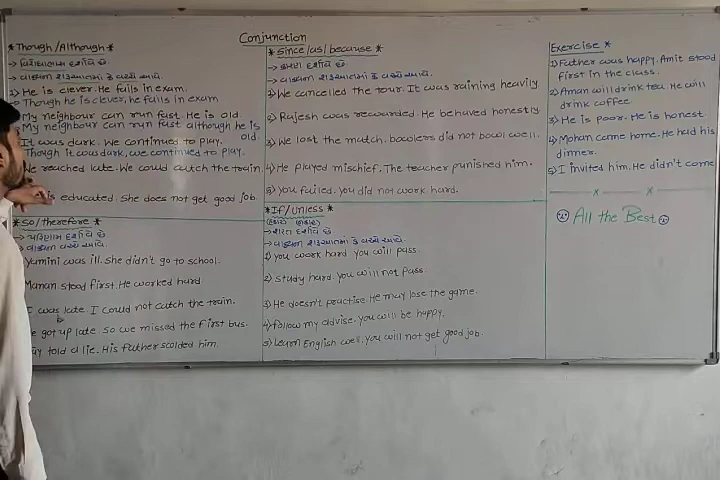 Conjunction
* Though/Although *
→ વિરોધાભાસ દર્શાવે છે
→ વાક્યની શરૂઆતમાં કે વચ્ચે આવે.
1) He is clever. He fails in exam.
→ Though he is clever, he fails in exam
My neighbour can run fast. He is old.
My neighbour can run fast although he is old.
It was dark. We continued to play.
Though it was dark, we continued to play.
We reached late. We could catch the train.
is educated. She does not get good job.
* So/therefore *
→ પરિણામ દર્શાવે છે
→ વાક્યની વચ્ચે આવે.
Yamini was ill. She didn't go to school.
Manan stood first. He worked hard.
I was late. I could not catch the train.
got up late so we missed the first bus.
told a lie. His father scolded him.
* Since/as/because *
→ કારણ દર્શાવે છે
→ વાક્યની શરૂઆતમાં કે વચ્ચે આવે.
1) We cancelled the tour. It was raining heavily
2) Rajesh was rewarded. He behaved honestly
3) We lost the match. bowlers did not bowl well.
4) He played mischief. The teacher punished him.
5) You failed. You did not work hard.
* If/Unless *
→ શરત દર્શાવે છે
→ વાક્યની શરૂઆતમાં કે વચ્ચે આવે.
1) You work hard you will pass.
2) Study hard. You will not pass.
3) He doesn't practise. He may lose the game.
4) follow my advise. You will be happy.
5) Learn English well. You will not get good job.
Exercise *
1) Father was happy. Amit stood
first in the class.
2) Aman will drink tea. He will
drink coffee
3) He is poor. He is honest
4) Mohan came home. He had his
dinner.
5) I invited him. He didn't come
x x
All the Best